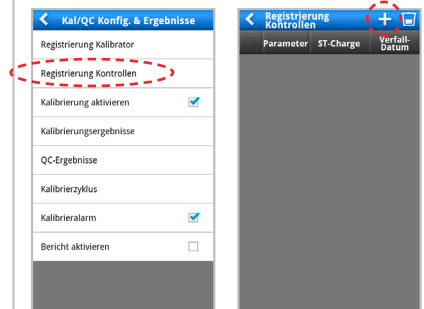 Kal/QC Konfig. & Ergebnisse
Registrierung Kalibrator
Registrierung Kontrollen
Kalibrierung aktivieren
Kalibrierungsergebnisse
QC-Ergebnisse
Kalibrierzyklus
Kalibrieralarm
Bericht aktivieren
Registrierung
Kontrollen
Parameter ST-Charge Verfall-
Datum